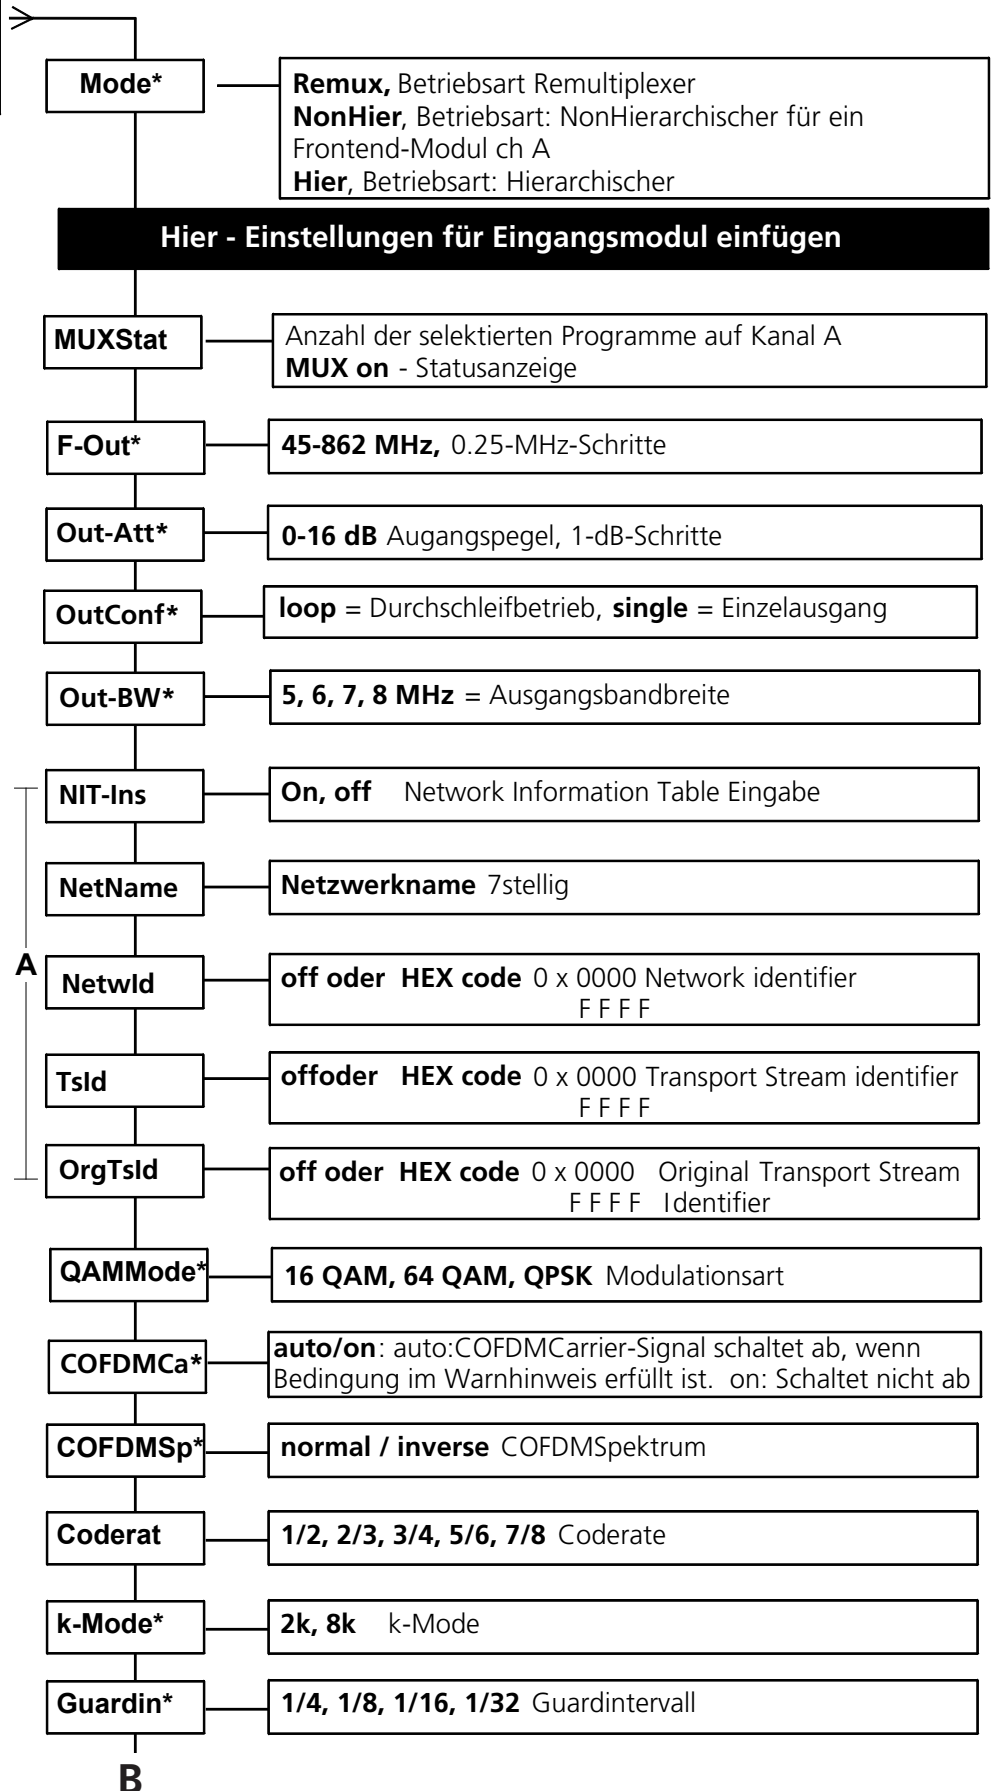 Mode*
Remux, Betriebsart Remultiplexer
NonHier, Betriebsart: NonHierarchischer für ein
Frontend-Modul ch A
Hier, Betriebsart: Hierarchischer
Hier - Einstellungen für Eingangsmodul einfügen
MUXStat
Anzahl der selektierten Programme auf Kanal A
MUX on - Statusanzeige
F-Out*
45-862 MHz, 0.25-MHz-Schritte
Out-Att*
0-16 dB Augangspegel, 1-dB-Schritte
OutConf*
loop = Durchschleifbetrieb, single = Einzelausgang
Out-BW*
5, 6, 7, 8 MHz = Ausgangsbandbreite
NIT-Ins
On, off Network Information Table Eingabe
NetName
Netzwerkname 7stellig
A
NetwId
off oder HEX code 0 x 0000 Network identifier
F F F F
TsId
offoder HEX code 0 x 0000 Transport Stream identifier
F F F F
OrgTsId
off oder HEX code 0 x 0000 Original Transport Stream
F F F F Identifier
QAMMode*
16 QAM, 64 QAM, QPSK Modulationsart
COFDMCa*
auto/on: auto:COFDMCarrier-Signal schaltet ab, wenn
Bedingung im Warnhinweis erfüllt ist. on: Schaltet nicht ab
COFDMSp*
normal / inverse COFDMSpektrum
Coderat
1/2, 2/3, 3/4, 5/6, 7/8 Coderate
k-Mode*
2k, 8k k-Mode
Guardin*
1/4, 1/8, 1/16, 1/32 Guardintervall
B